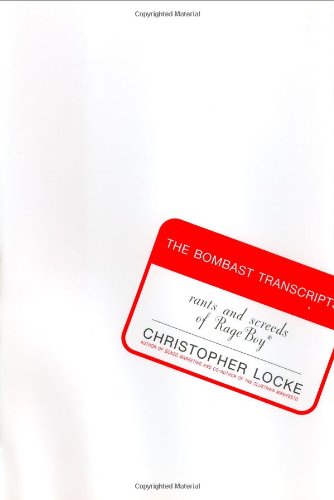 Copyrighted Material
THE BOMBAST TRANSCRIPTS
rants and screeds
of RageBoy®
CHRISTOPHER LOCKE
AUTHOR OF GONZO MARKETING AND CO-AUTHOR OF THE CLUETRAIN MANIFESTO
Copyrighted Material